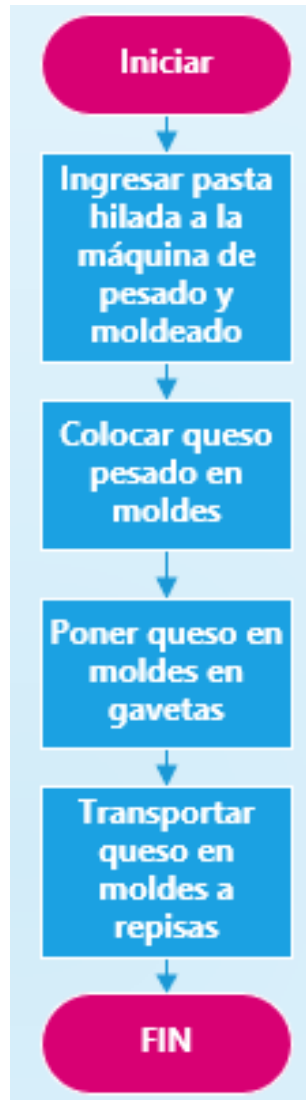 Iniciar
Ingresar pasta
hilada a la
máquina de
pesado y
moldeado
Colocar queso
pesado en
moldes
Poner queso en
moldes en
gavetas
Transportar
queso en
moldes a
repisas
FIN